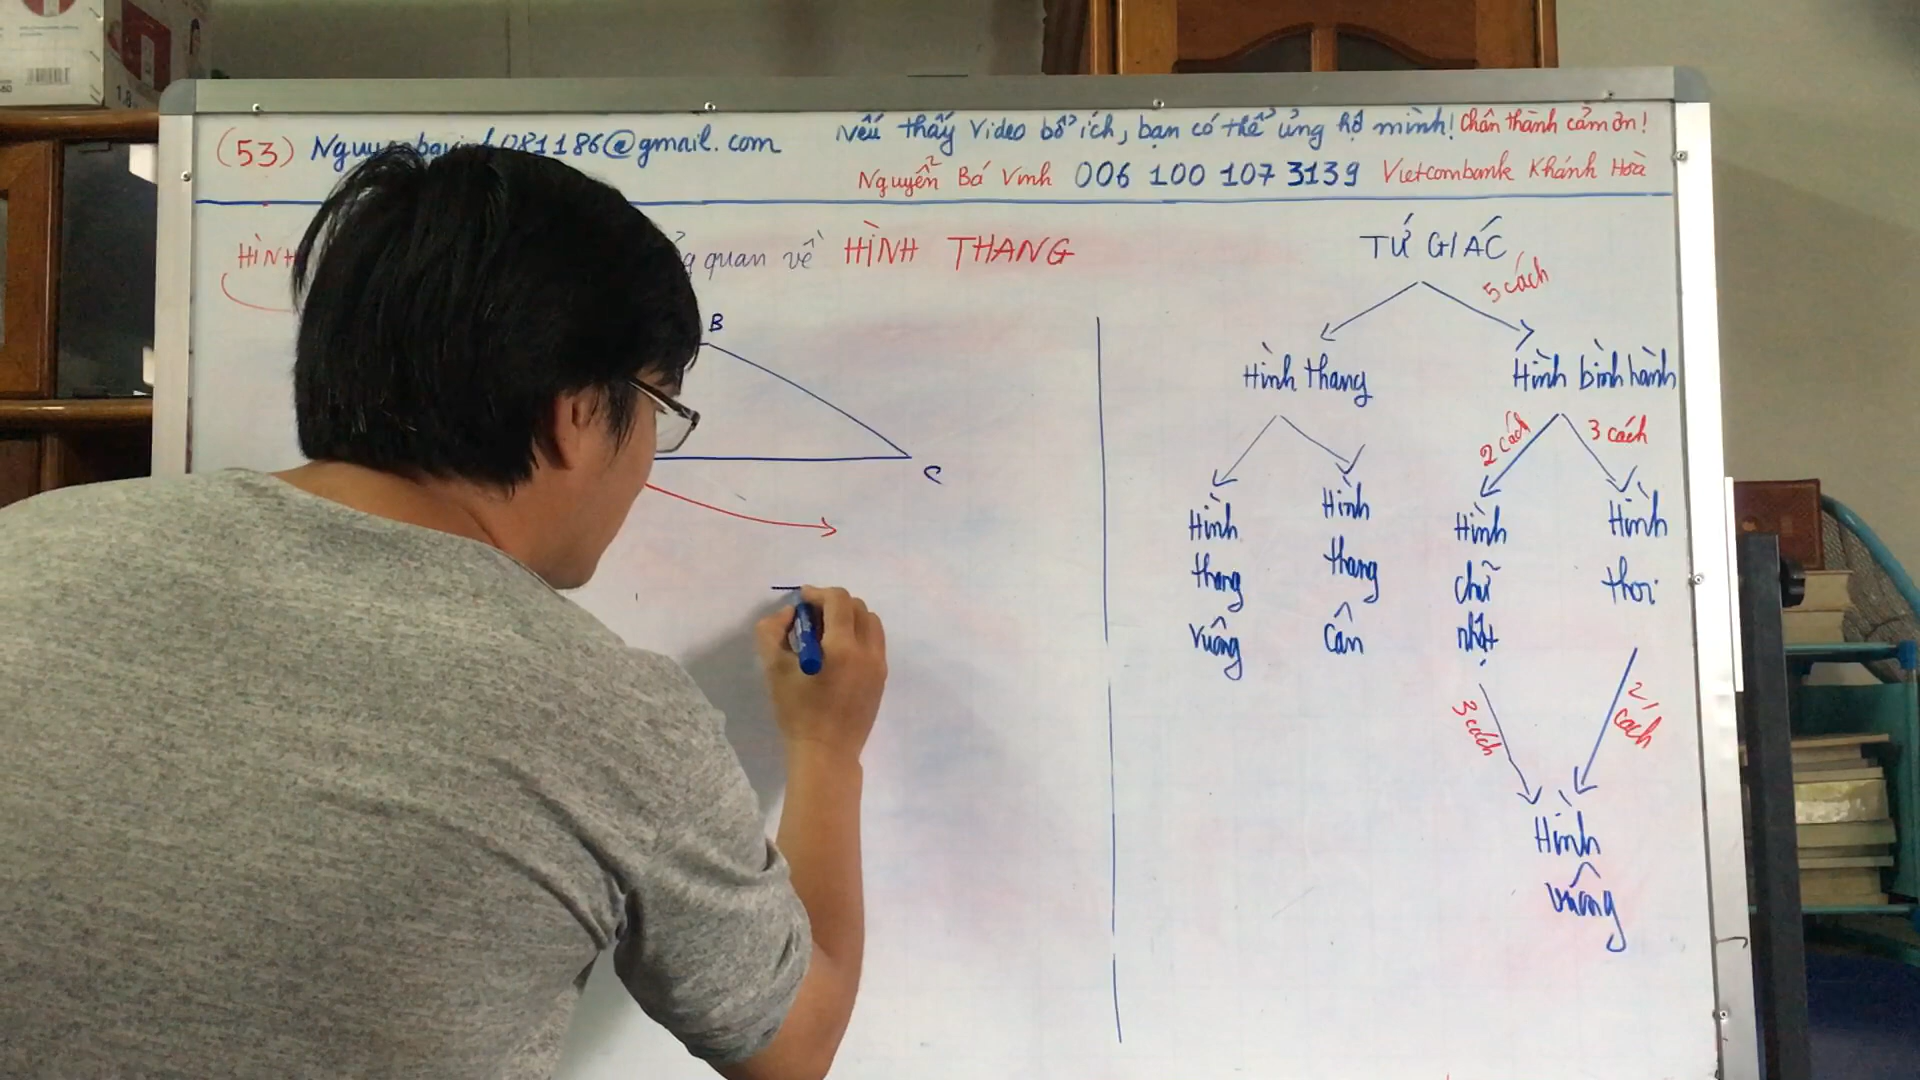 (53) Nguy 081186@gmail.com Nếu thấy Video bổ ích, bạn có thể ủng hộ mình! Chân thành cảm ơn!
Nguyễn Bá Vinh 006 100 107 3139 Vietcombank Khánh Hoà
HÌNH quan về HÌNH THANG
TỨ GIÁC
5 cách
B
Hình thang Hình bình hành
2 cách 3 cách
C
Hình thang vuông
Hình thang cân
Hình chữ nhật
Hình thoi
3 cách 2 cách
Hình vuông